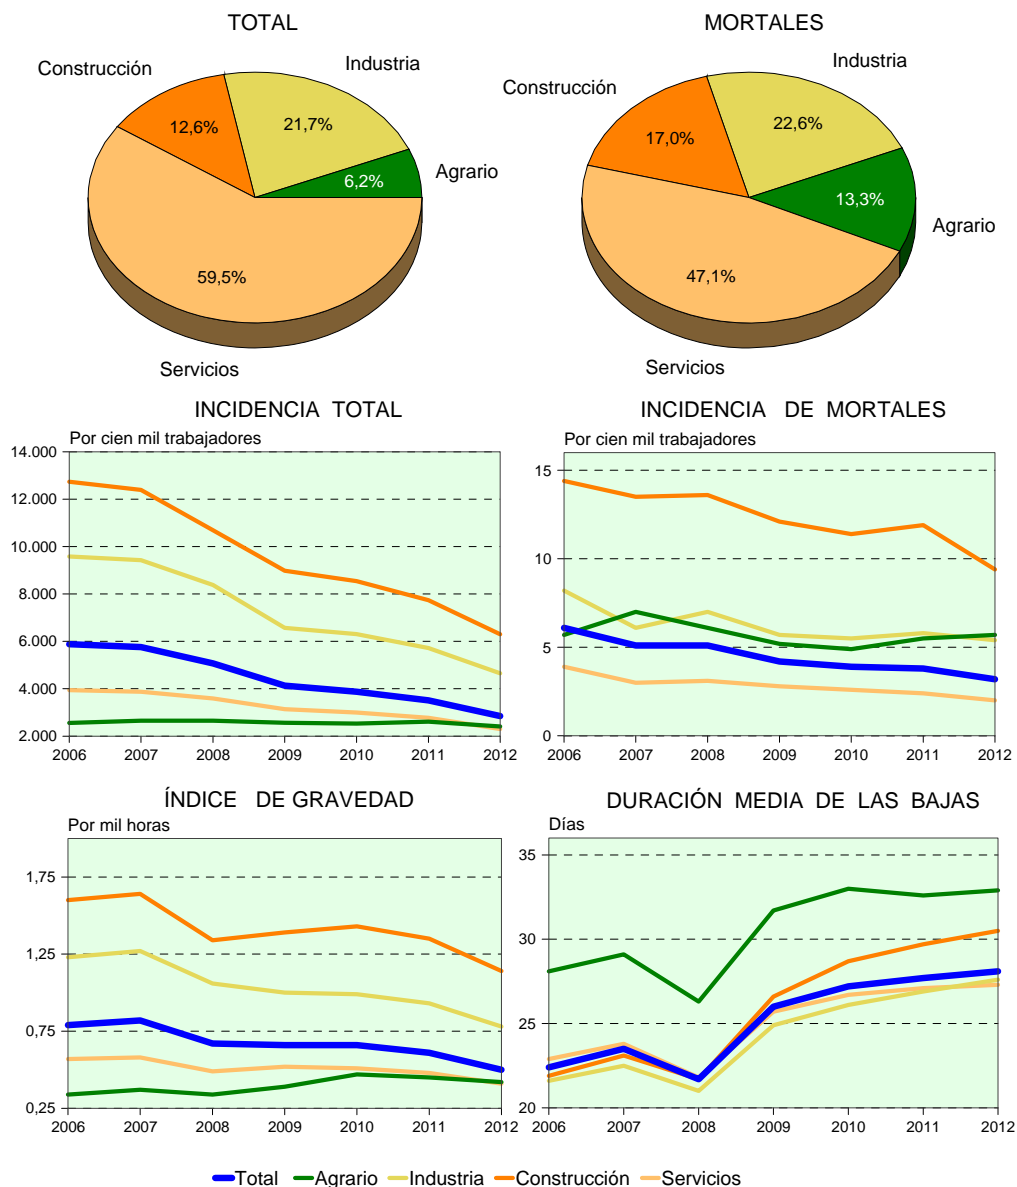 TOTAL
Construcción
Industria
12,6%
21,7%
6,2%
Agrario
59,5%
Servicios
MORTALES
Construcción
Industria
17,0%
22,6%
13,3%
Agrario
47,1%
Servicios
INCIDENCIA TOTAL
Por cien mil trabajadores
14.000
12.000
10.000
8.000
6.000
4.000
2.000
2006 2007 2008 2009 2010 2011 2012
INCIDENCIA DE MORTALES
Por cien mil trabajadores
15
10
5
0
2006 2007 2008 2009 2010 2011 2012
ÍNDICE DE GRAVEDAD
Por mil horas
1,75
1,25
0,75
0,25
2006 2007 2008 2009 2010 2011 2012
DURACIÓN MEDIA DE LAS BAJAS
Días
35
30
25
20
2006 2007 2008 2009 2010 2011 2012
Total Agrario Industria Construcción Servicios